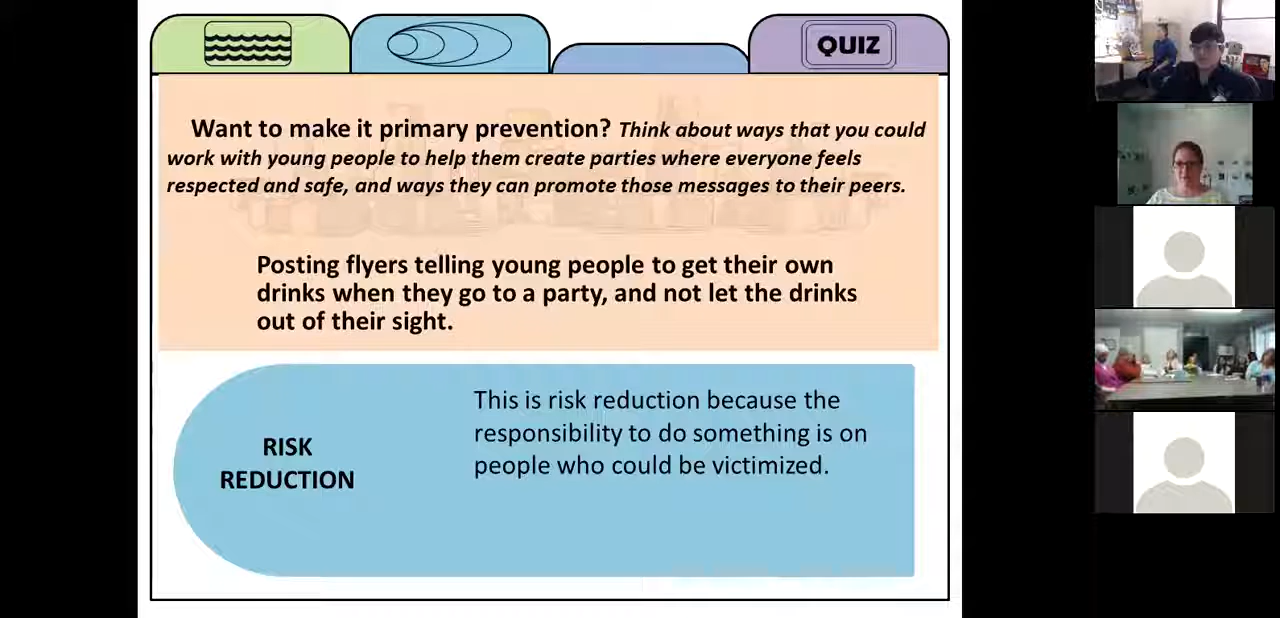 QUIZ
Want to make it primary prevention? Think about ways that you could
work with young people to help them create parties where everyone feels
respected and safe, and ways they can promote those messages to their peers.
Posting flyers telling young people to get their own
drinks when they go to a party, and not let the drinks
out of their sight.
RISK
REDUCTION
This is risk reduction because the
responsibility to do something is on
people who could be victimized.